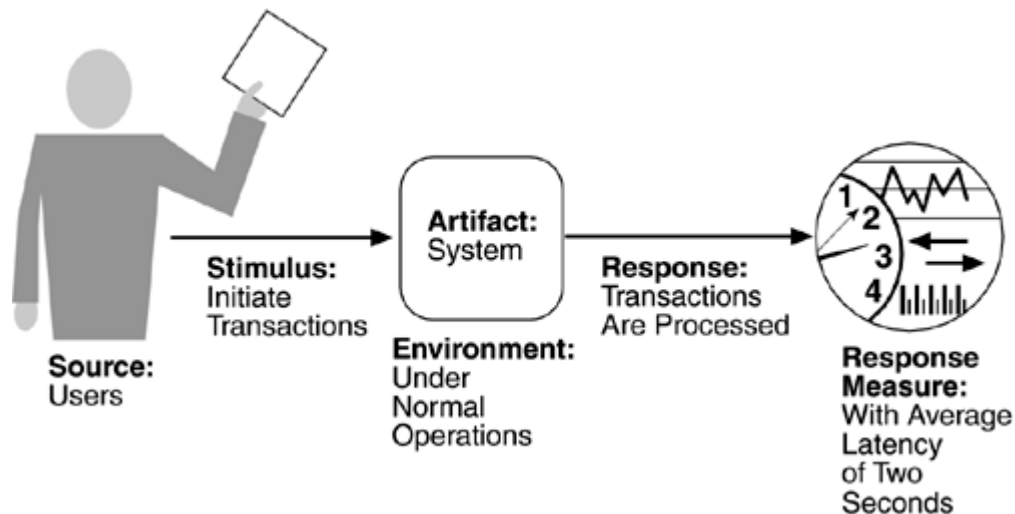 Source:
Users
Stimulus:
Initiate
Transactions
Artifact:
System
Environment:
Under
Normal
Operations
Response:
Transactions
Are Processed
1
2
3
4
Response
Measure:
With Average
Latency
of Two
Seconds